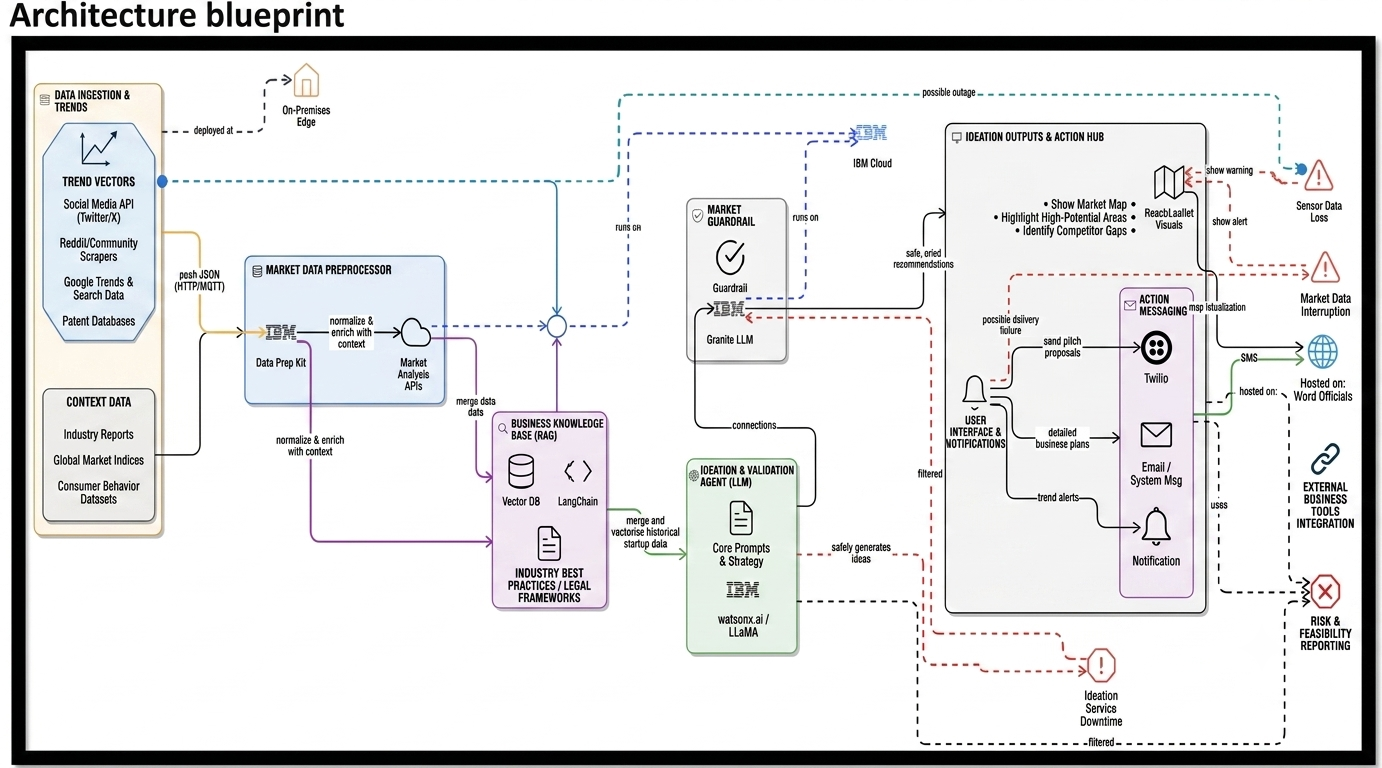 Architecture blueprint
DATA INGESTION &
TRENDS
TREND VECTORS
Social Media API
(Twitter/X)
Reddil/Community
Scrapers
Google Trends &
Search Data
Patent Databases
CONTEXT DATA
Industry Reports
Global Market Indices
Consumer Behavior
Datssets
deployed at
On-Premises
Edge
pesh JSON
(HTTP/MQTT)
MARKET DATA PREPROCESSOR
IBM
Data Prep Kit
normalize &
enrich with
context
Market
Analyeis
APIs
normalize & enrich
with context
merge dsta
dats
BUSINESS KNOWLEDGE
BASE (RAG)
Vector DB
LangChain
INDUSTRY BEST
PRACTICES / LEGAL
FRAMEWORKS
merge and
vactorise historical
startup dala
runs on
IBM
IBM Cloud
possible outage
MARKET
GUARDRAIL
Guardrail
IBM
Granite LLM
runs on
connections
IDEATION & VALIDATION
AGENT (LLM)
Core Prompts
& Strategy
IBM
watsonx.ai /
LLaMA
safely generates
ideas
filtered
safe, oried
rezommendstions
IDEATION OUTPUTS & ACTION HUB
• Show Market Map •
• Highlight High-Potential Areas •
• Identify Competitor Gaps •
ReacbLaallet
Visuals
possible dslivery
fiolure
USER
INTERFACE &
NOTIFICATIONS
sand pilch
proposals
detailed
business plans
trend alerts
ACTION
MESSAGING
Twilio
Email /
System Msg
Notification
msp istualization
show warning
show alert
SMS
hosted on:
uses
Sensor Data
Loss
Market Data
Interruption
Hosted on:
Word Officials
EXTERNAL
BUSINESS
TOOLS
INTEGRATION
RISK &
FEASIBILITY
REPORTING
Ideation
Service
Downtime
filtered